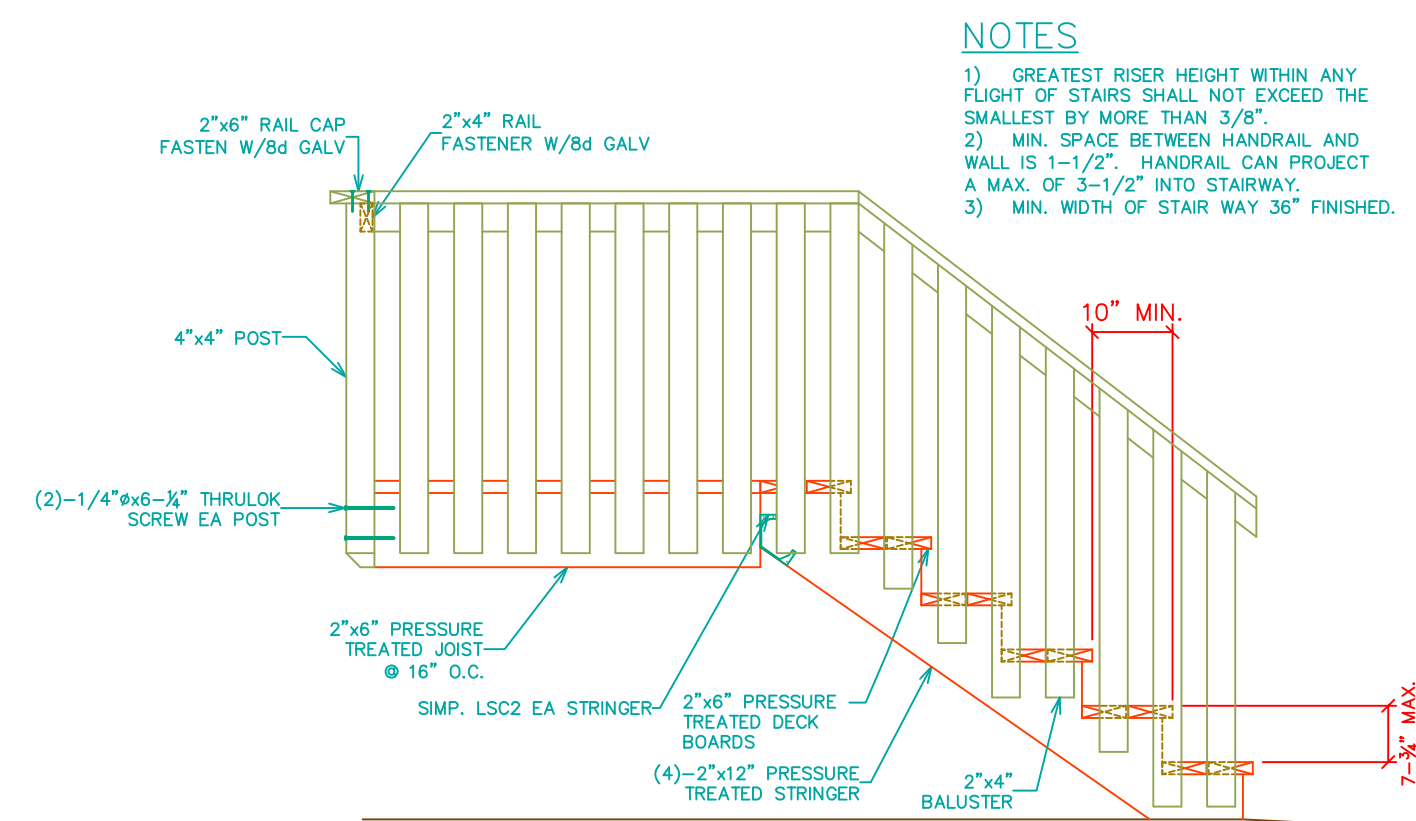 NOTES
1) GREATEST RISER HEIGHT WITHIN ANY
FLIGHT OF STAIRS SHALL NOT EXCEED THE
SMALLEST BY MORE THAN 3/8".
2) MIN. SPACE BETWEEN HANDRAIL AND
WALL IS 1-1/2". HANDRAIL CAN PROJECT
A MAX. OF 3-1/2" INTO STAIRWAY.
3) MIN. WIDTH OF STAIR WAY 36" FINISHED.
2"x6" RAIL CAP
FASTEN W/8d GALV
2"x4" RAIL
FASTENER W/8d GALV
10" MIN.
4"x4" POST
(2)-1/4"øx6-¼" THRULOK
SCREW EA POST
2"x6" PRESSURE
TREATED JOIST
@ 16" O.C.
SIMP. LSC2 EA STRINGER
2"x6" PRESSURE
TREATED DECK
BOARDS
(4)-2"x12" PRESSURE
TREATED STRINGER
2"x4"
BALUSTER
7-¾" MAX.